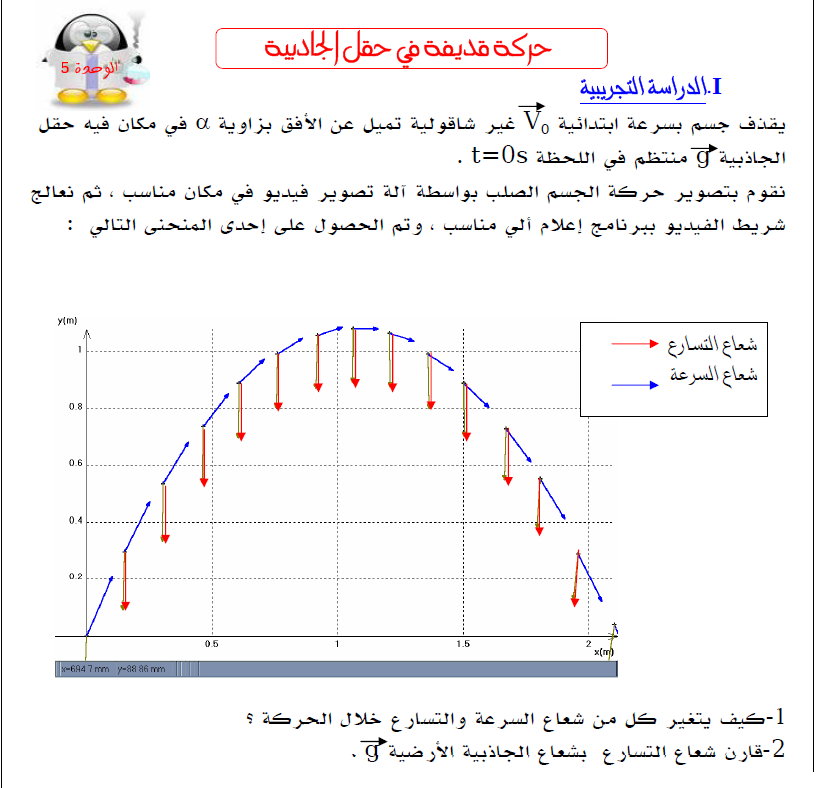 الوحدة 5
حركة قذيفة في حقل الجاذبية
I.الدراسة التجريبية
يقذف جسم بسرعة ابتدائية V0 غير شاقولية تميل عن الأفق بزاوية α في مكان فيه حقل
الجاذبية g منتظم في اللحظة t=0s .
نقوم بتصوير حركة الجسم الصلب بواسطة آلة تصوير فيديو في مكان مناسب ، ثم نعالج
شريط الفيديو ببرنامج إعلام ألي مناسب ، وتم الحصول على إحدى المنحنى التالي :
y(m)
1
0.8
0.6
0.4
0.2
0.5
1
1.5
2
x(m)
شعاع التسارع
شعاع السرعة
x=694.7 mm y=88.86 mm
1-كيف يتغير كل من شعاع السرعة والتسارع خلال الحركة ؟
2-قارن شعاع التسارع بشعاع الجاذبية الأرضية g .